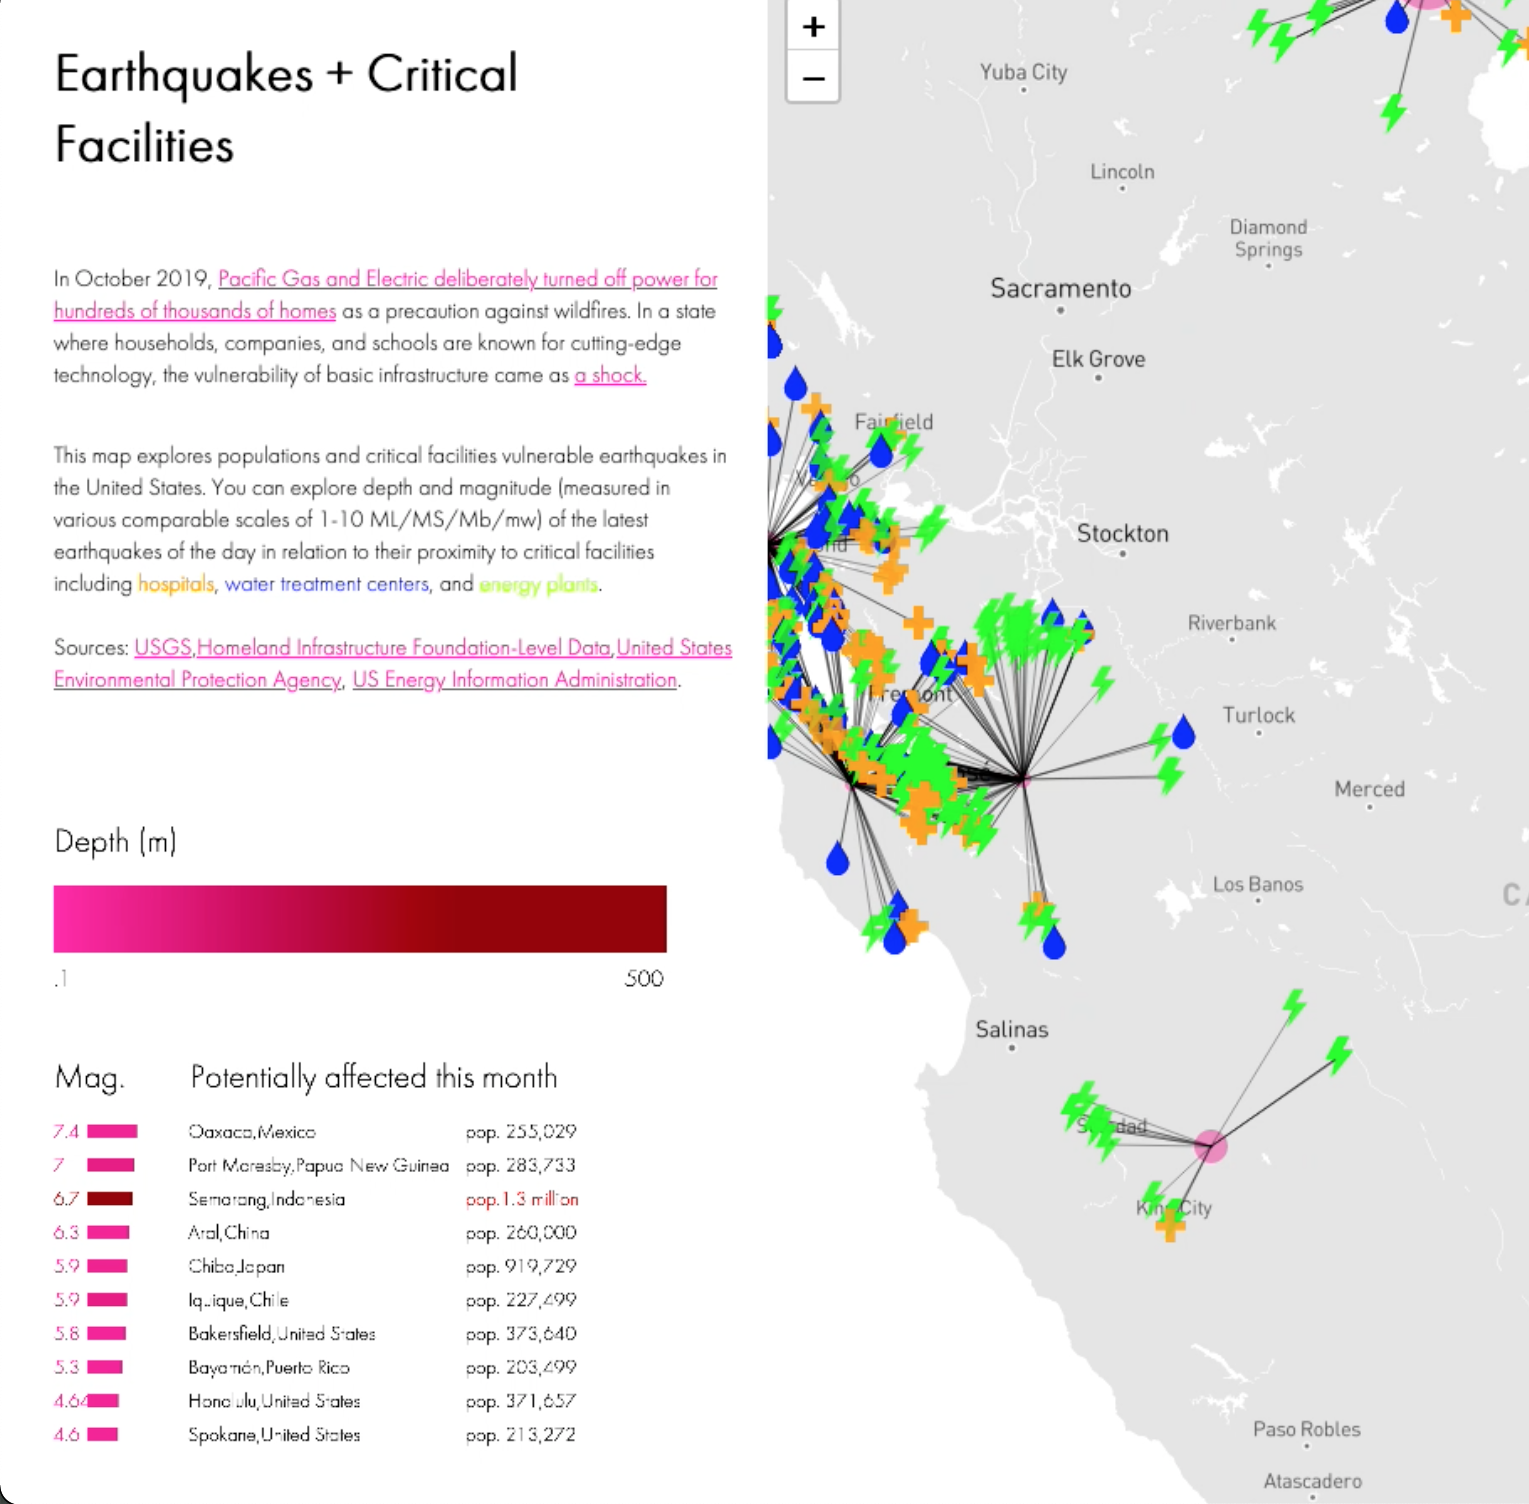 Earthquakes + Critical
Facilities
In October 2019, Pacific Gas and Electric deliberately turned off power for
hundreds of thousands of homes as a precaution against wildfires. In a state
where households, companies, and schools are known for cutting-edge
technology, the vulnerability of basic infrastructure came as a shock.
This map explores populations and critical facilities vulnerable earthquakes in
the United States. You can explore depth and magnitude (measured in
various comparable scales of 1-10 ML/MS/Mb/mw) of the latest
earthquakes of the day in relation to their proximity to critical facilities
including hospitals, water treatment centers, and energy plants.
Sources: USGS,Homeland Infrastructure Foundation-Level Data,United States
Environmental Protection Agency, US Energy Information Administration.
Depth (m)
.1 500
Mag. Potentially affected this month
7.4 Oaxaca,Mexico pop. 255,029
7 Port Moresby,Papua New Guinea pop. 283,733
6.7 Semarang,Indonesia pop.1.3 million
6.3 Aral,China pop. 260,000
5.9 Chiba,Japan pop. 919,729
5.9 Iquique,Chile pop. 227,499
5.8 Bakersfield,United States pop. 373,640
5.3 Bayamón,Puerto Rico pop. 203,499
4.64 Honolulu,United States pop. 371,657
4.6 Spokane,United States pop. 213,272
+
−
Yuba City
Lincoln
Diamond
Springs
Sacramento
Elk Grove
Fairfield
Stockton
Riverbank
Fremont
Turlock
Merced
Los Banos
Salinas
King City
Paso Robles
Atascadero